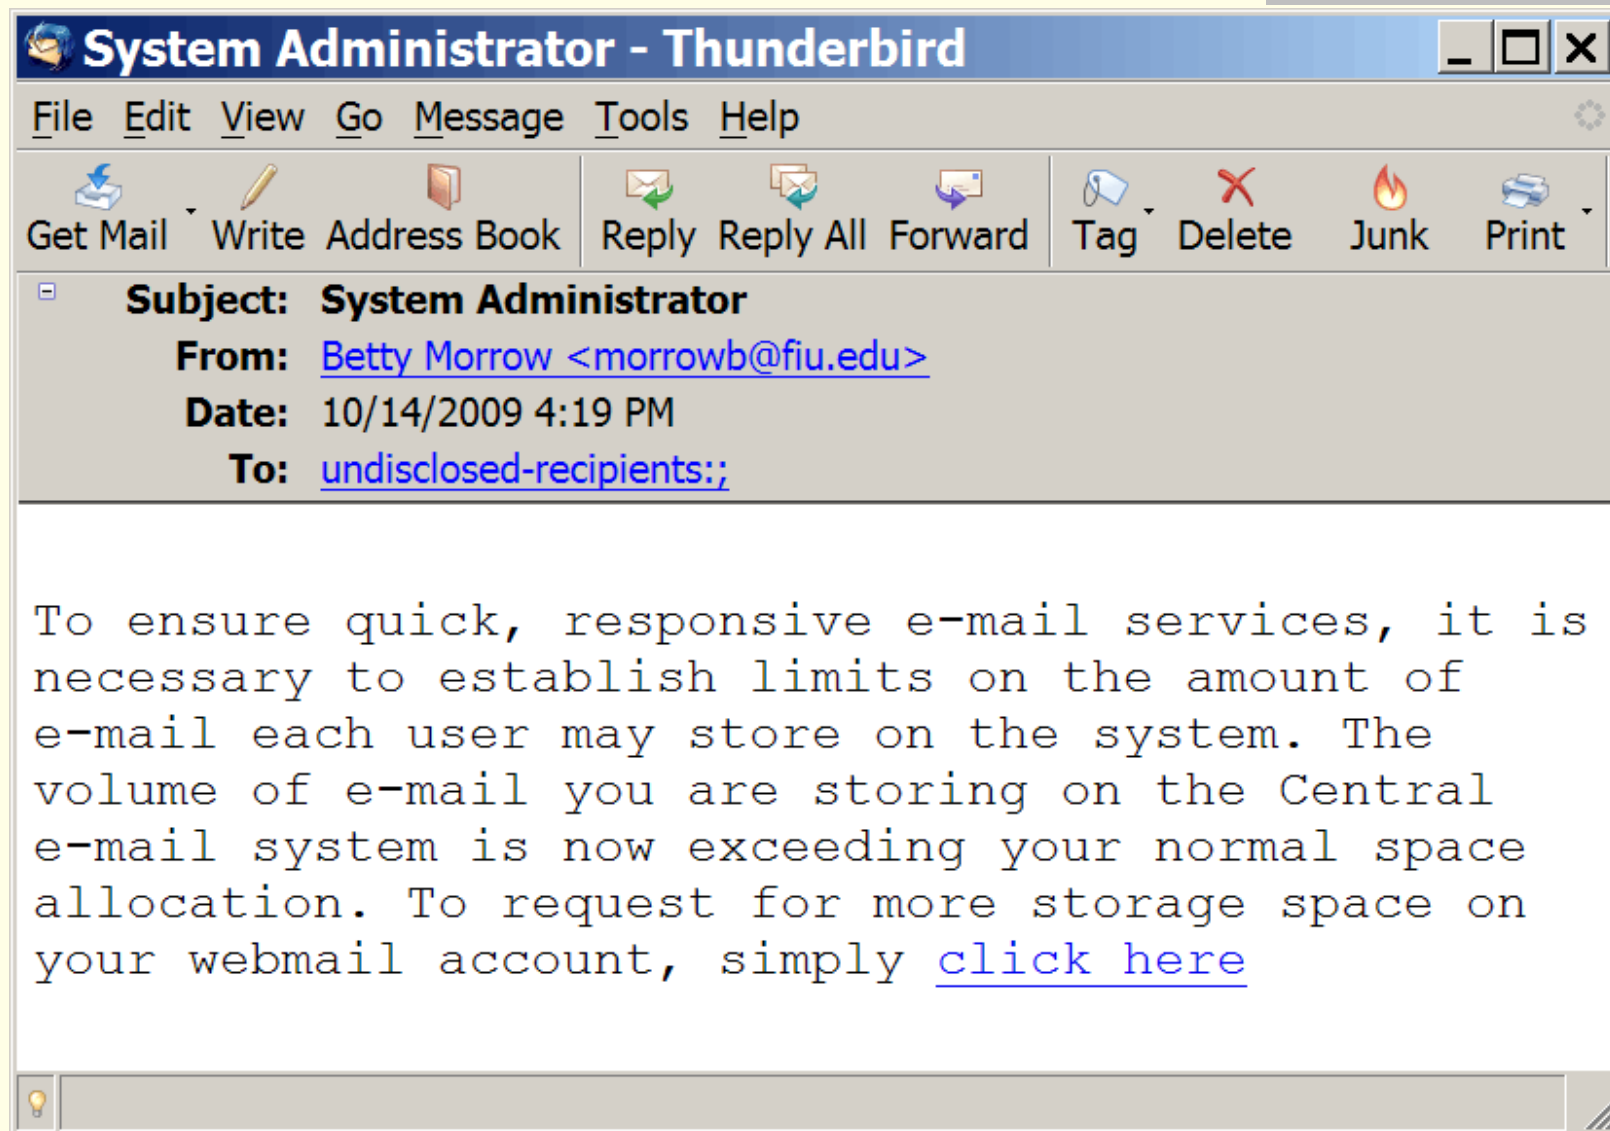 System Administrator - Thunderbird
File Edit View Go Message Tools Help
Get Mail Write Address Book Reply Reply All Forward Tag Delete Junk Print
Subject: System Administrator
From: Betty Morrow <morrowb@fiu.edu>
Date: 10/14/2009 4:19 PM
To: undisclosed-recipients:;
To ensure quick, responsive e-mail services, it is
necessary to establish limits on the amount of
e-mail each user may store on the system. The
volume of e-mail you are storing on the Central
e-mail system is now exceeding your normal space
allocation. To request for more storage space on
your webmail account, simply click here